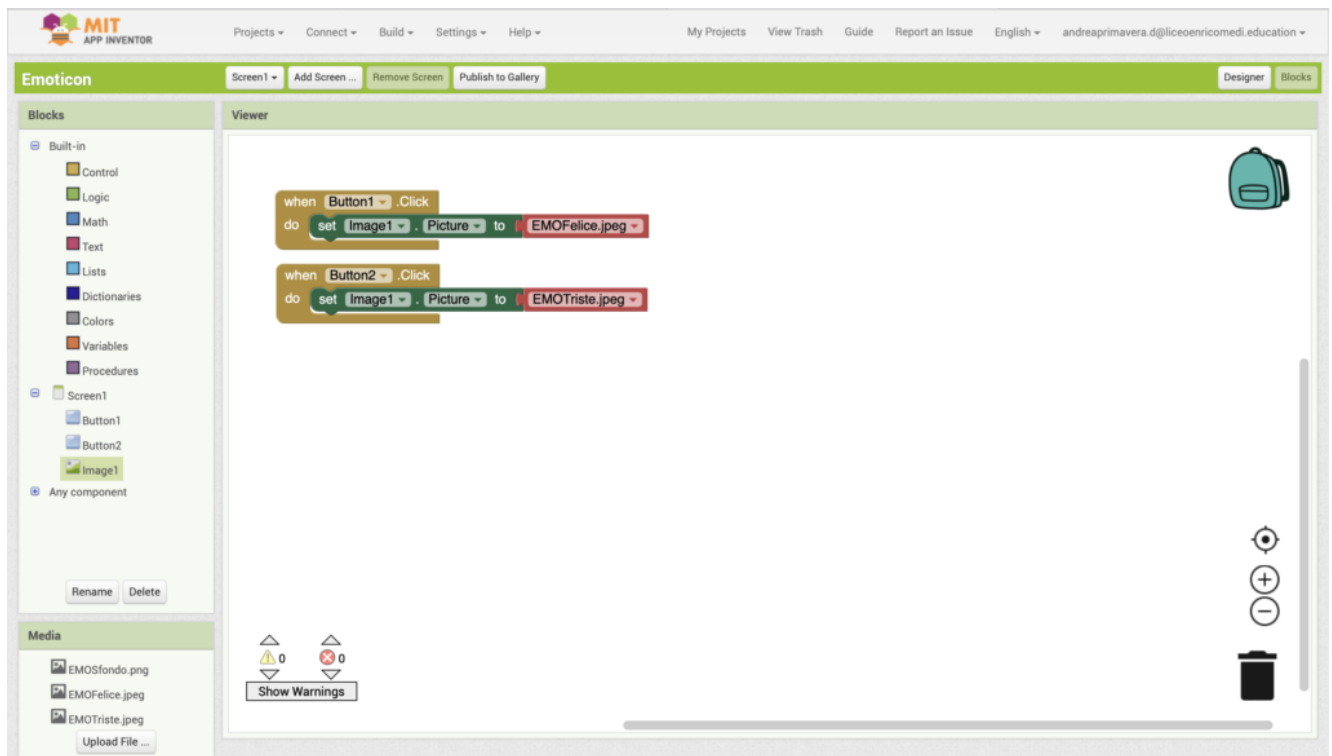 MIT
APP INVENTOR
Projects Connect Build Settings Help My Projects View Trash Guide Report an Issue English andreaprimavera.d@liceoenricomedi.education
Emoticon Screen1 Add Screen ... Remove Screen Publish to Gallery Designer Blocks
Blocks
Built-in
Control
Logic
Math
Text
Lists
Dictionaries
Colors
Variables
Procedures
Screen1
Button1
Button2
Image1
Any component
Rename Delete
Media
EMOSfondo.png
EMOFelice.jpeg
EMOTriste.jpeg
Upload File ...
Viewer
when Button1 .Click
do set Image1 . Picture to EMOFelice.jpeg
when Button2 .Click
do set Image1 . Picture to EMOTriste.jpeg
0 0
Show Warnings